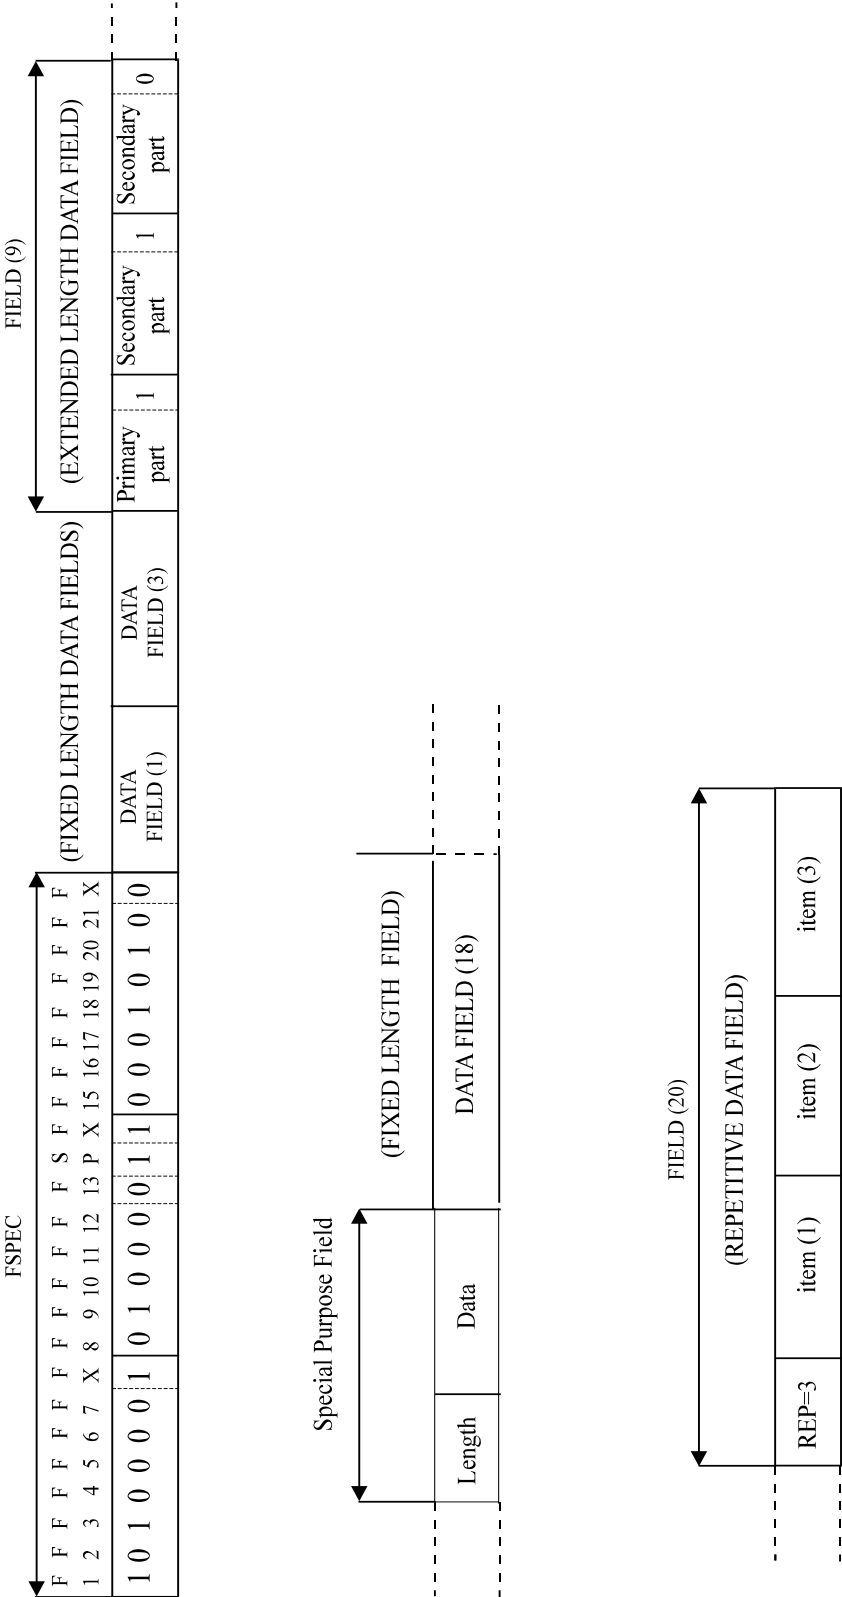 FSPEC
FIELD (9)
F F F F F F F F F F F F F F F S F F F F F F F F
1 2 3 4 5 6 7 X 8 9 10 11 12 13 P X 15 16 17 18 19 20 21 X
(FIXED LENGTH DATA FIELDS)
(EXTENDED LENGTH DATA FIELD)
1 0 1 0 0 0 0 1 0 1 0 0 0 0 1 1 0 0 0 1 0 1 0 0
DATA
FIELD (1)
DATA
FIELD (3)
Primary
part
1
Secondary
part
1
Secondary
part
0
Special Purpose Field
(FIXED LENGTH FIELD)
Length
Data
DATA FIELD (18)
FIELD (20)
(REPETITIVE DATA FIELD)
REP=3
item (1)
item (2)
item (3)